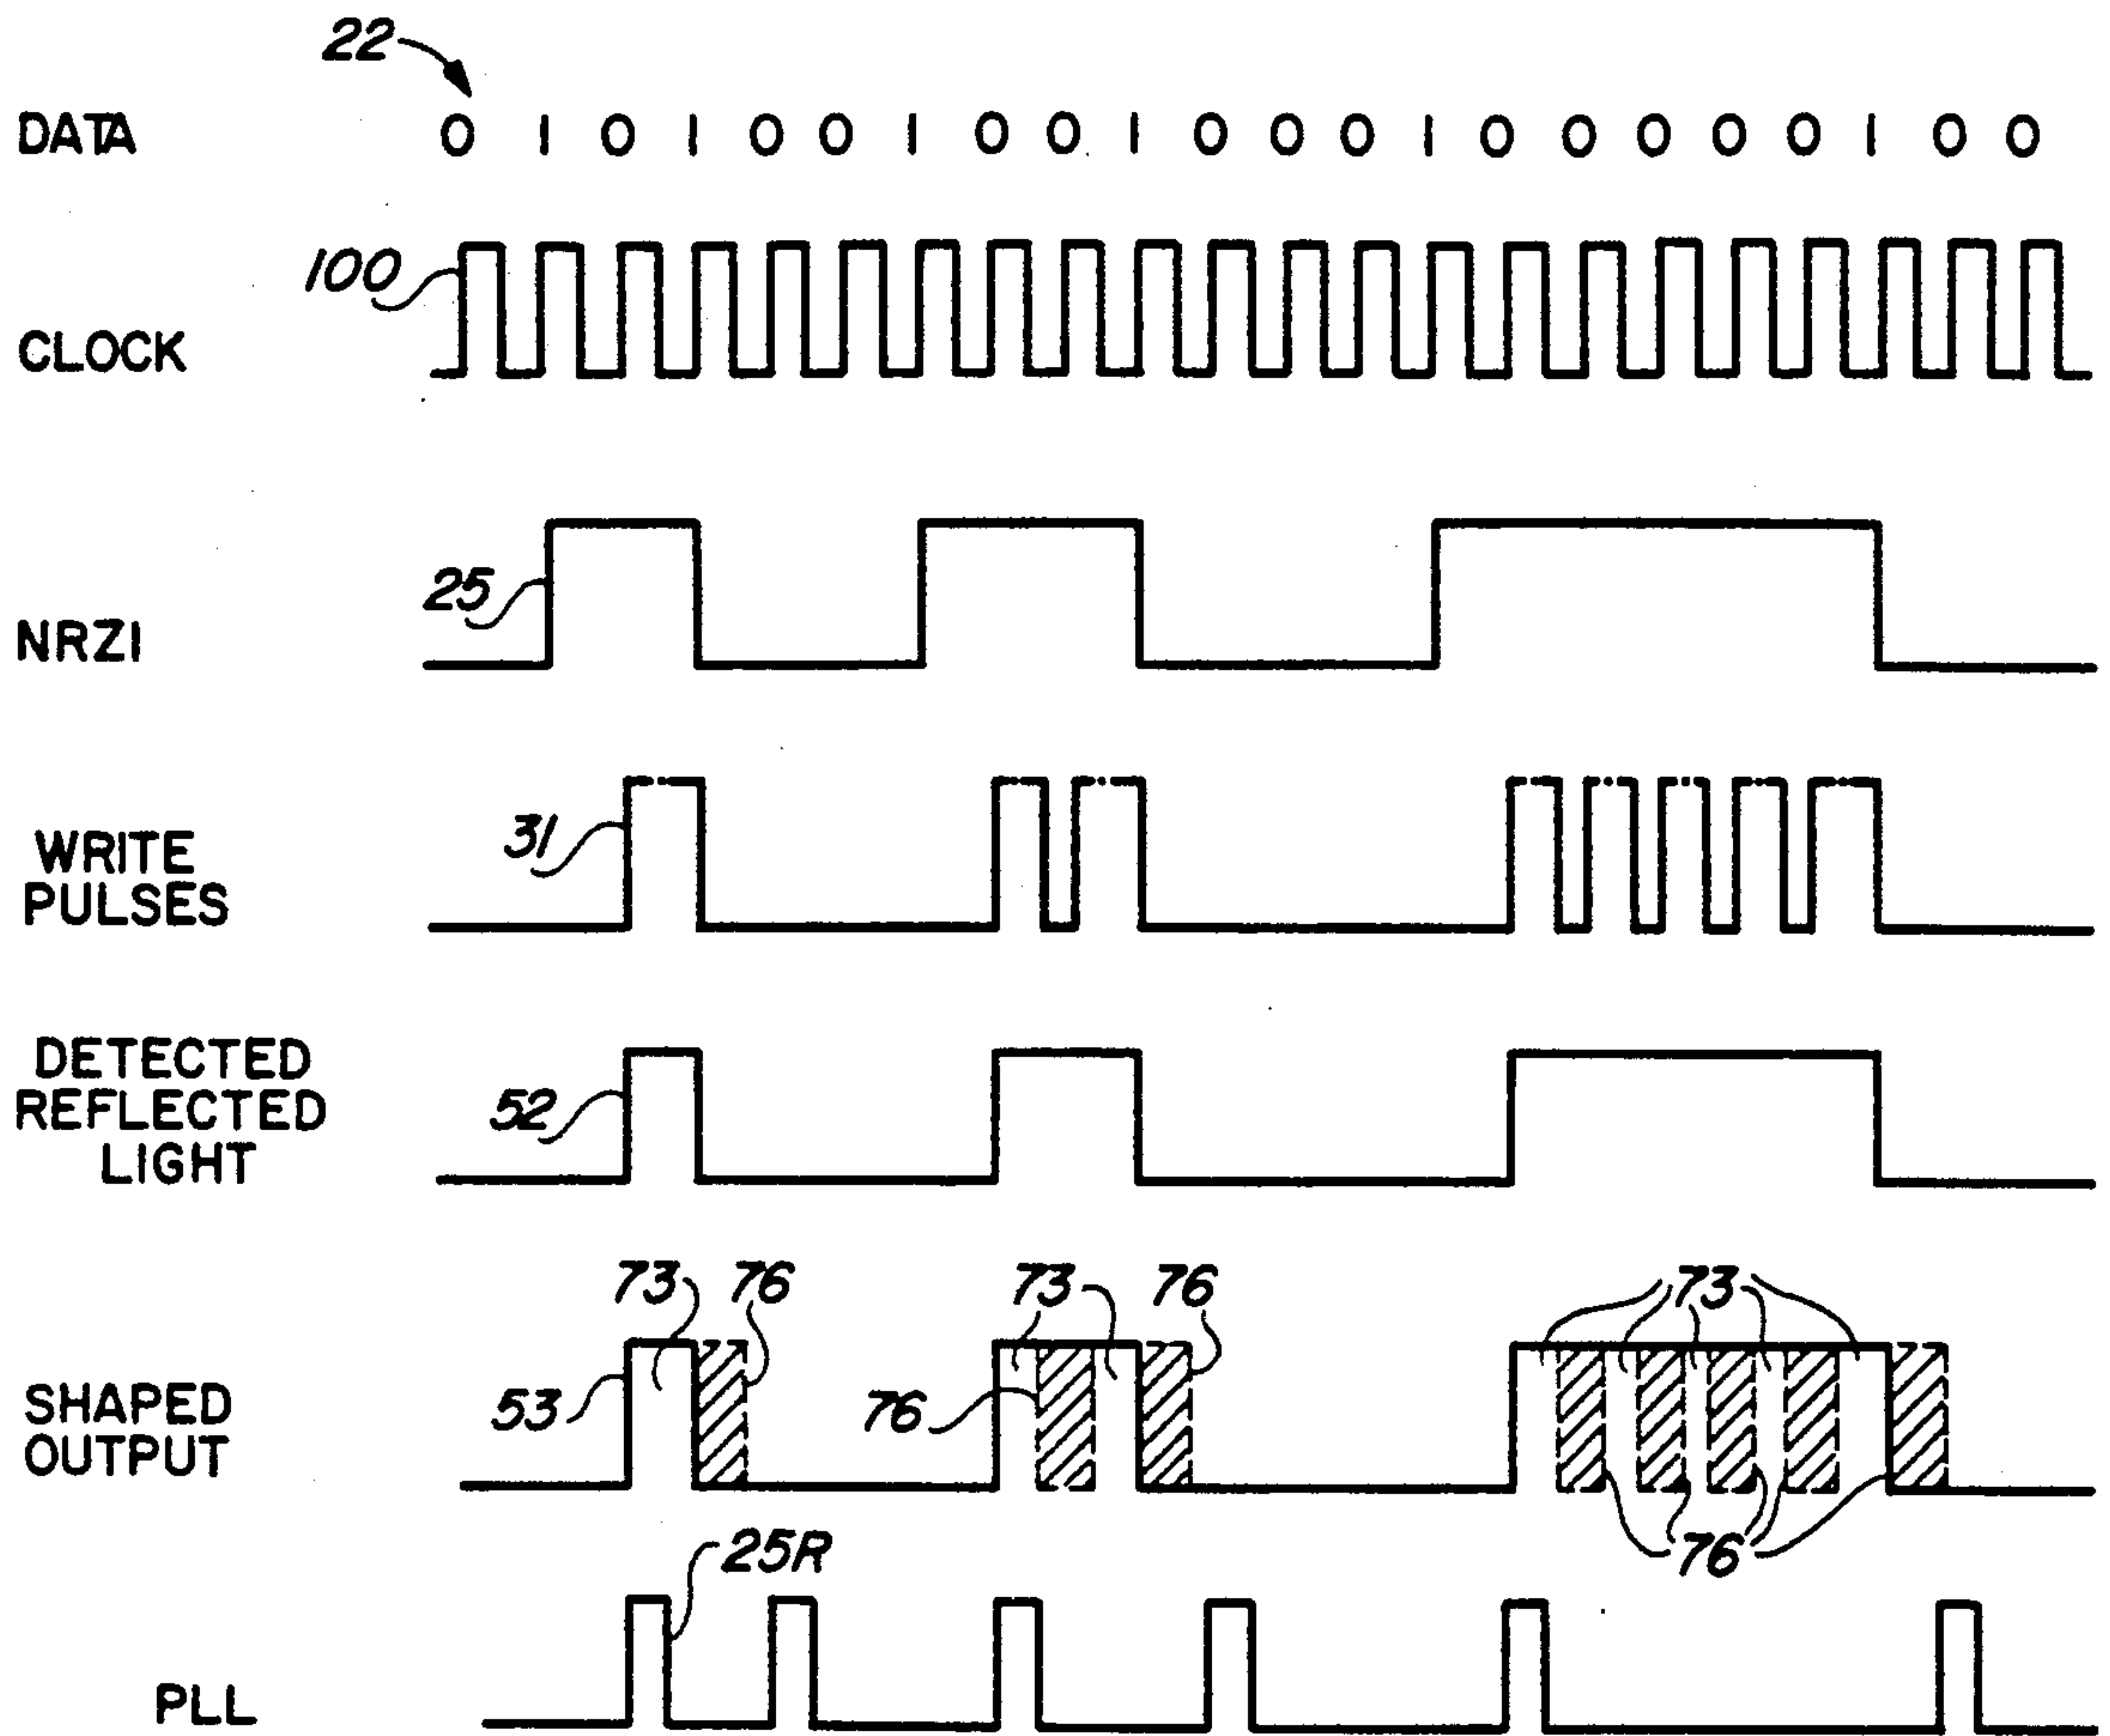 22
DATA 0 1 0 1 0 0 1 0 0 1 0 0 0 1 0 0 0 0 0 1 0 0
100
CLOCK
25
NRZI
31
WRITE
PULSES
DETECTED
REFLECTED
LIGHT
52
73 76 73 76 73
53 76
SHAPED
OUTPUT
76
25R
PLL